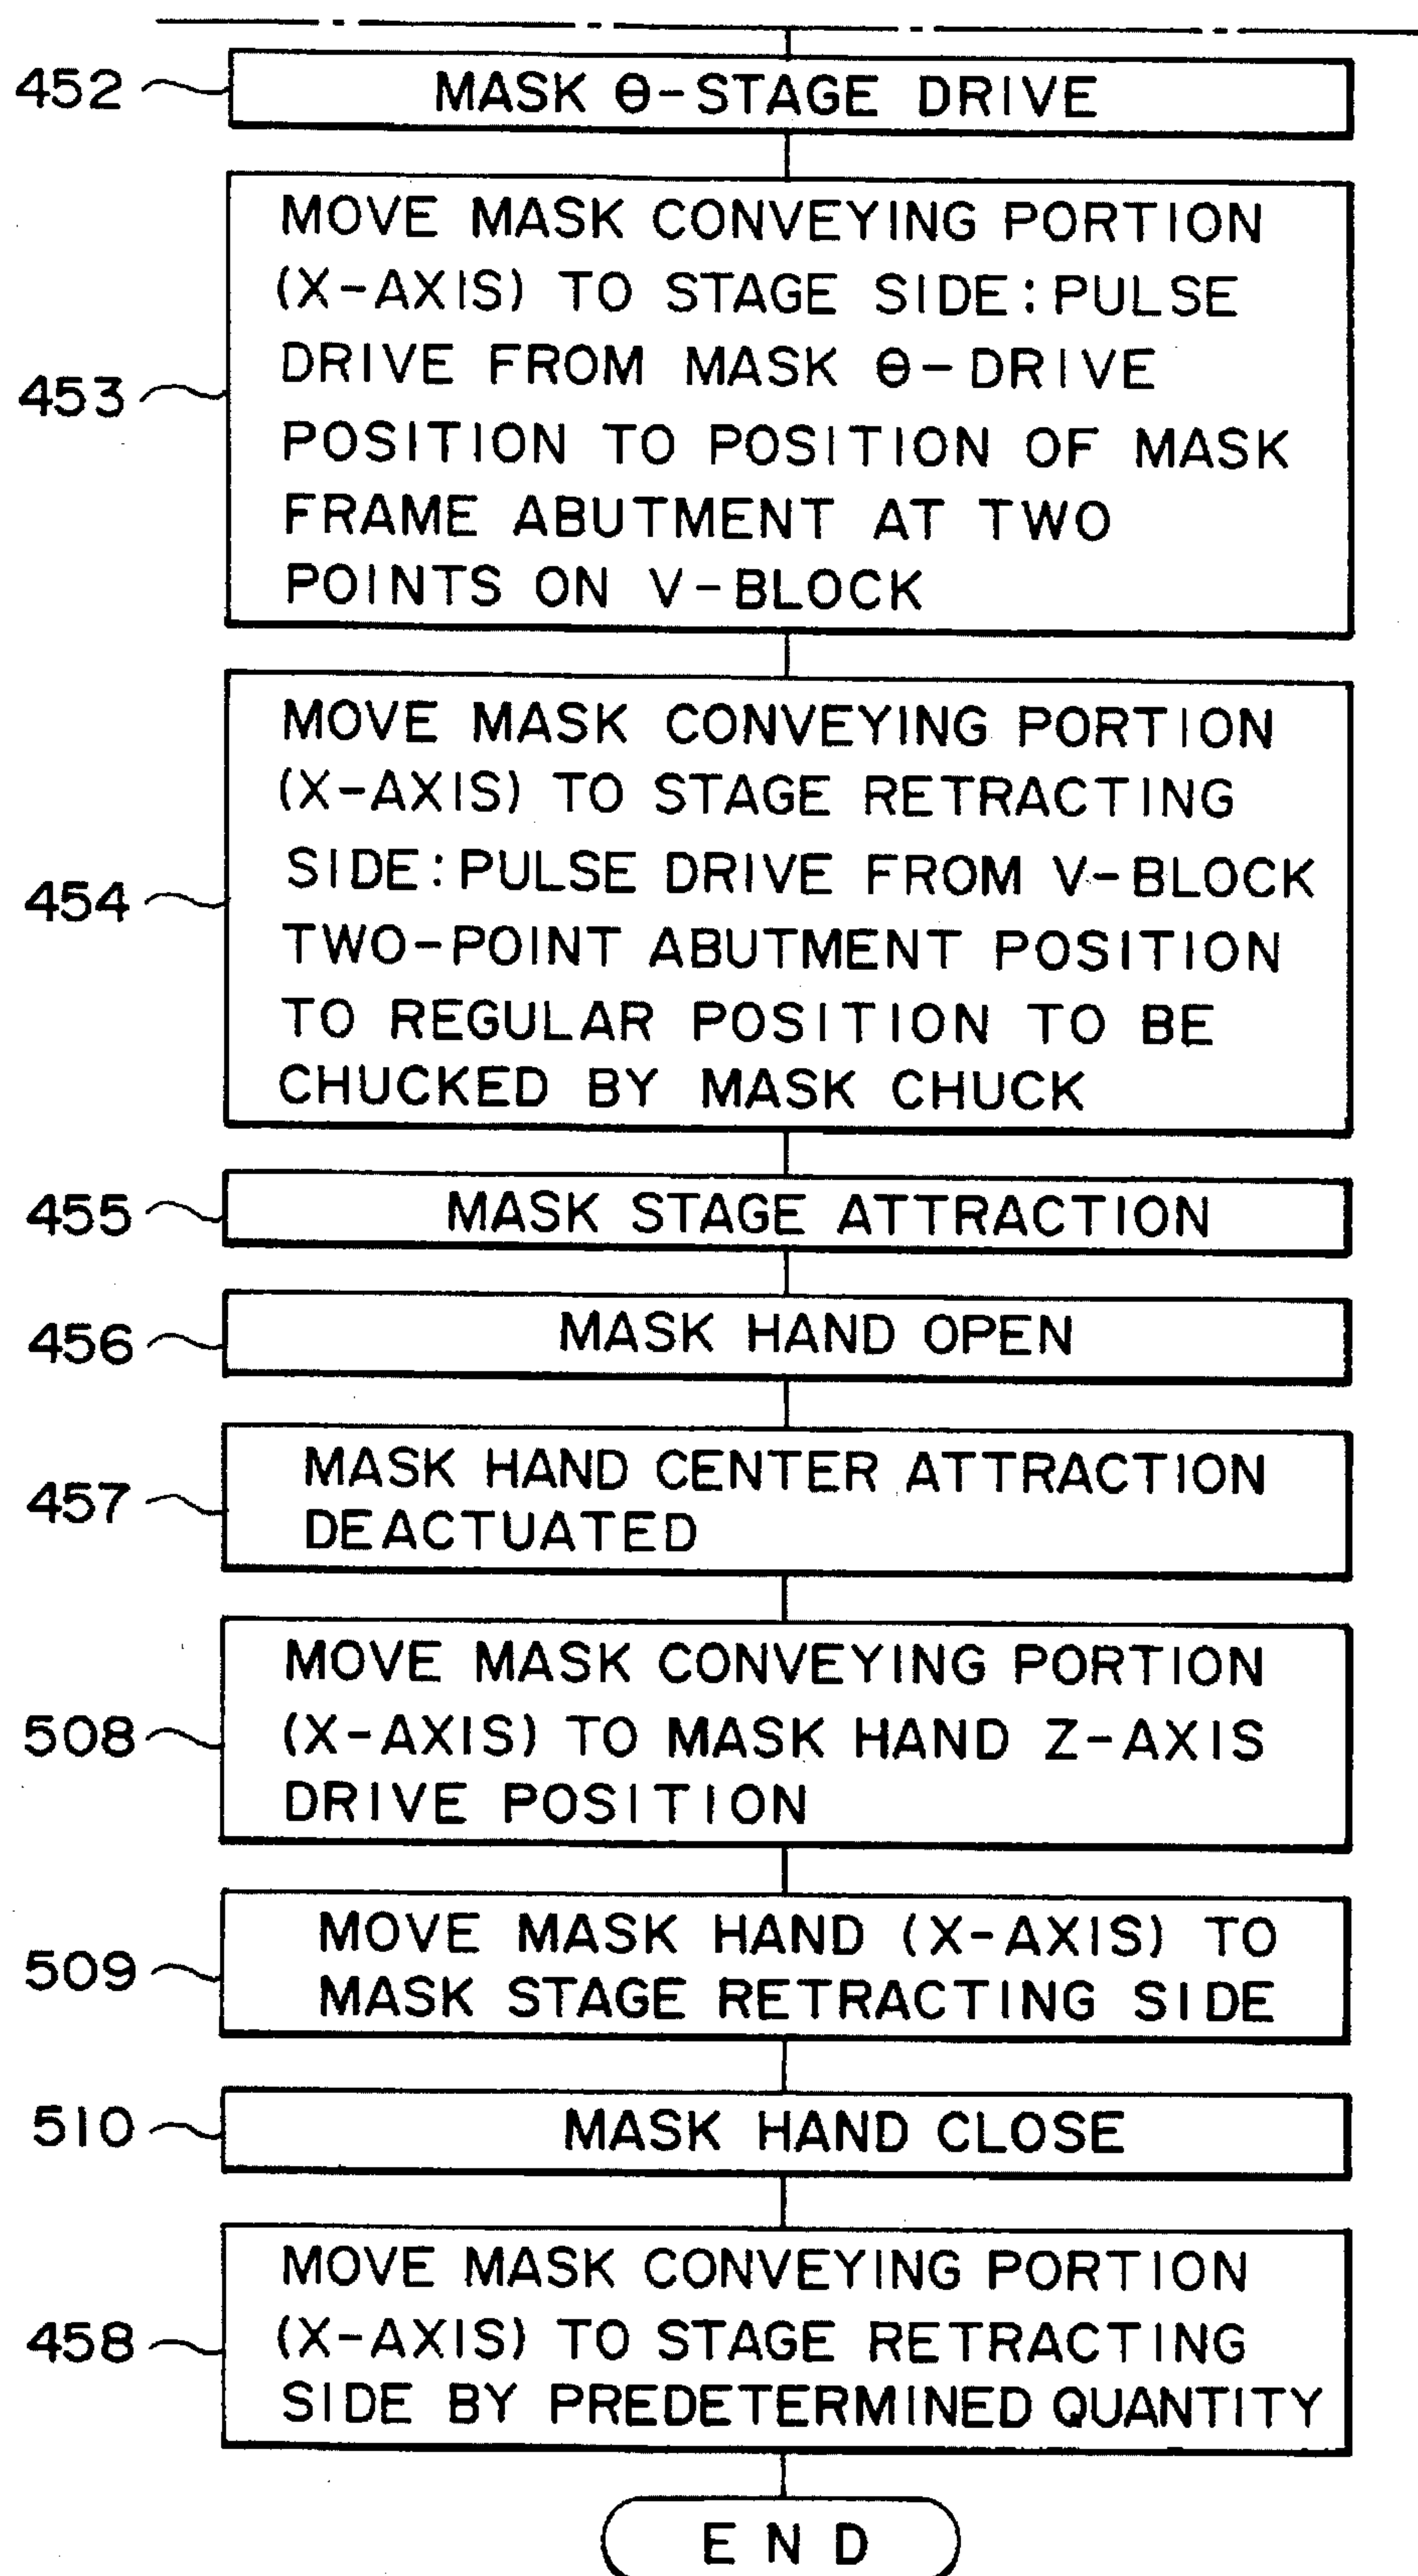 452
MASK θ-STAGE DRIVE
453
MOVE MASK CONVEYING PORTION
(X-AXIS) TO STAGE SIDE:PULSE
DRIVE FROM MASK θ-DRIVE
POSITION TO POSITION OF MASK
FRAME ABUTMENT AT TWO
POINTS ON V-BLOCK
454
MOVE MASK CONVEYING PORTION
(X-AXIS) TO STAGE RETRACING
SIDE:PULSE DRIVE FROM V-BLOCK
TWO-POINT ABUTMENT POSITION
TO REGULAR POSITION TO BE
CHUCKED BY MASK CHUCK
455
MASK STAGE ATTRACTION
456
MASK HAND OPEN
457
MASK HAND CENTER ATTRACTION
DEACTUATED
508
MOVE MASK CONVEYING PORTION
(X-AXIS) TO MASK HAND Z-AXIS
DRIVE POSITION
509
MOVE MASK HAND (X-AXIS) TO
MASK STAGE RETRACTING SIDE
510
MASK HAND CLOSE
458
MOVE MASK CONVEYING PORTION
(X-AXIS) TO STAGE RETRACTING
SIDE BY PREDETERMINED QUANTITY
END